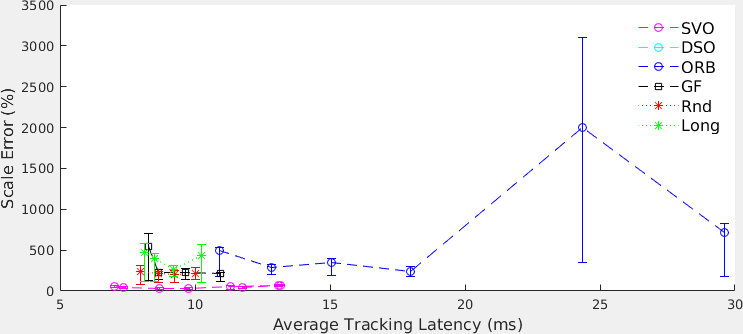 3500
3000
2500
2000
1500
1000
500
0
Scale Error (%)
5 10 15 20 25 30
Average Tracking Latency (ms)
SVO
DSO
ORB
GF
Rnd
Long